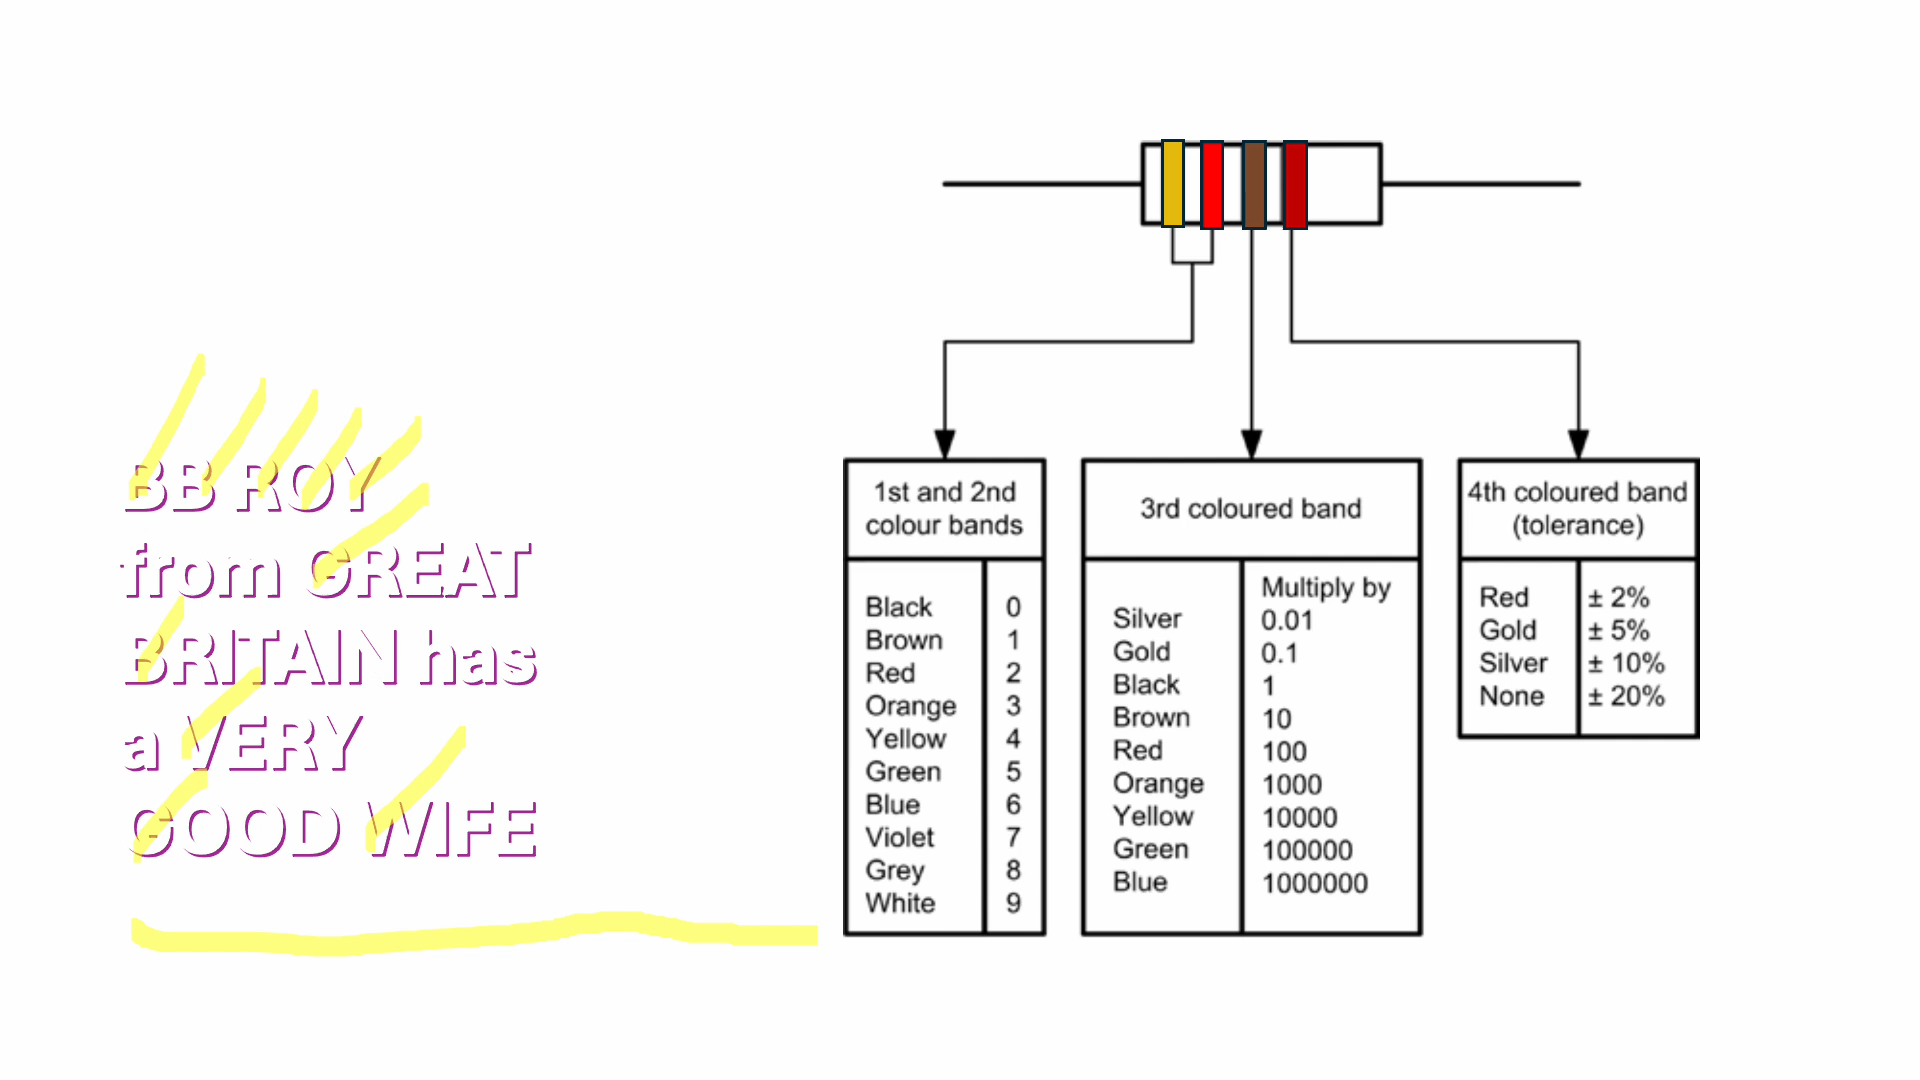 BB ROY
from GREAT
BRITAIN has
a VERY
GOOD WIFE
1st and 2nd
colour bands
Black 0
Brown 1
Red 2
Orange 3
Yellow 4
Green 5
Blue 6
Violet 7
Grey 8
White 9
3rd coloured band
Multiply by
Silver 0.01
Gold 0.1
Black 1
Brown 10
Red 100
Orange 1000
Yellow 10000
Green 100000
Blue 1000000
4th coloured band
(tolerance)
Red ± 2%
Gold ± 5%
Silver ± 10%
None ± 20%